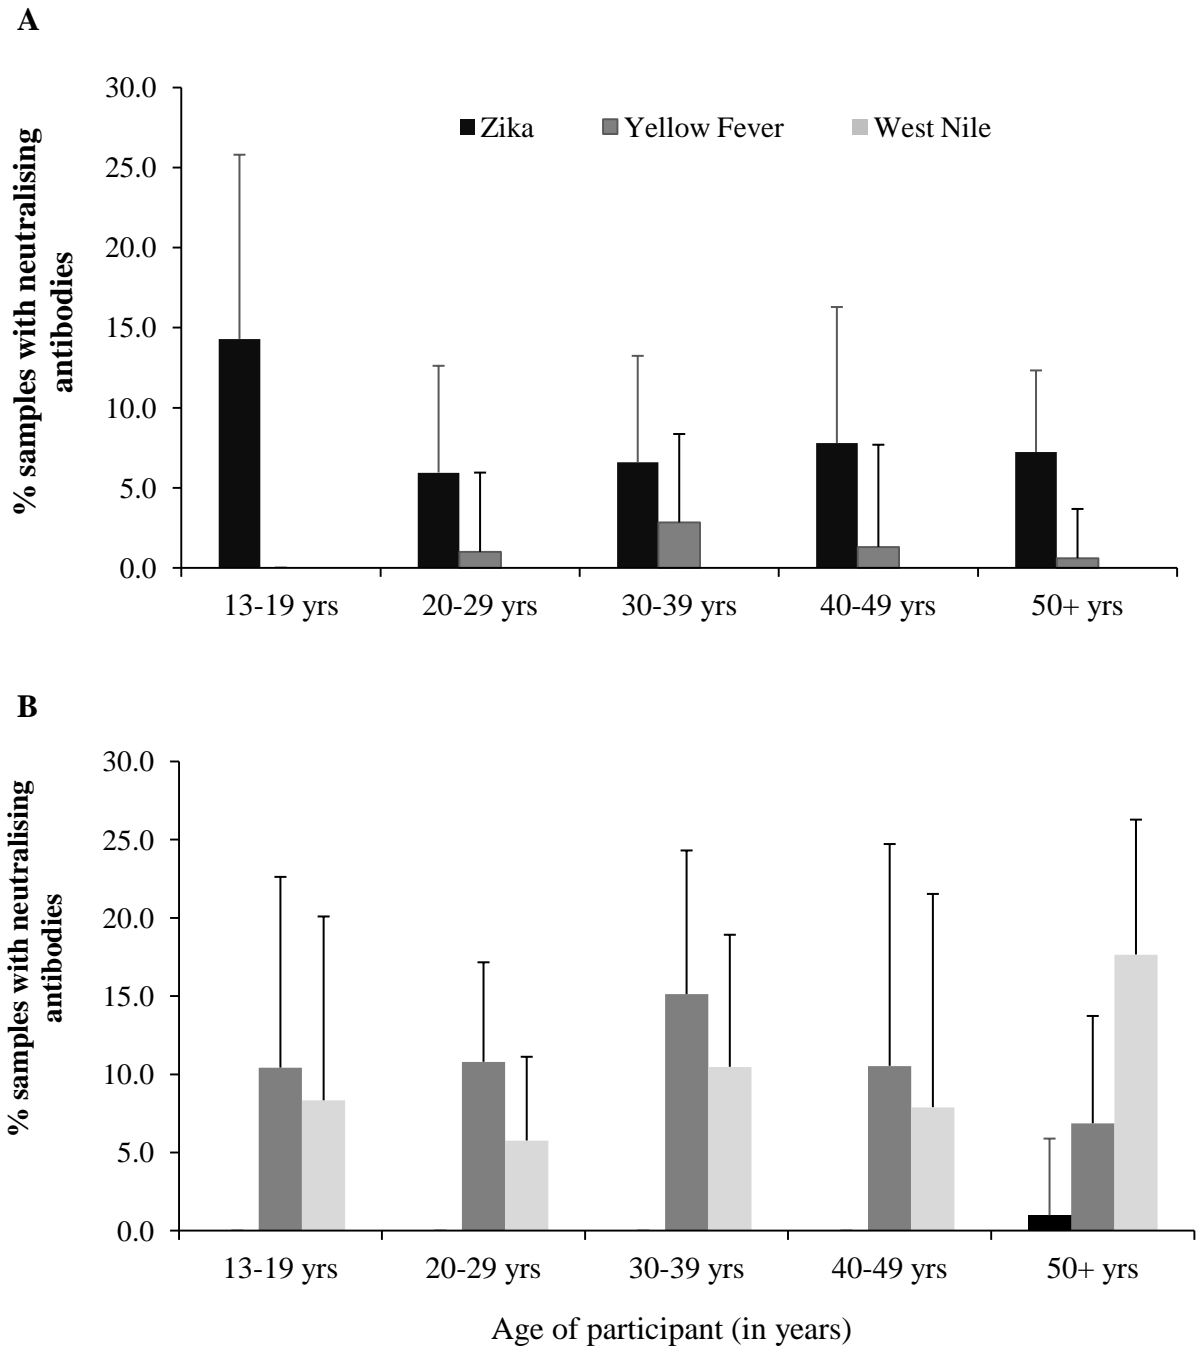 A
% samples with neutralising
antibodies
30.0
25.0
20.0
15.0
10.0
5.0
0.0
Zika
Yellow Fever
West Nile
13-19 yrs
20-29 yrs
30-39 yrs
40-49 yrs
50+ yrs
B
% samples with neutralising
antibodies
30.0
25.0
20.0
15.0
10.0
5.0
0.0
13-19 yrs
20-29 yrs
30-39 yrs
40-49 yrs
50+ yrs
Age of participant (in years)